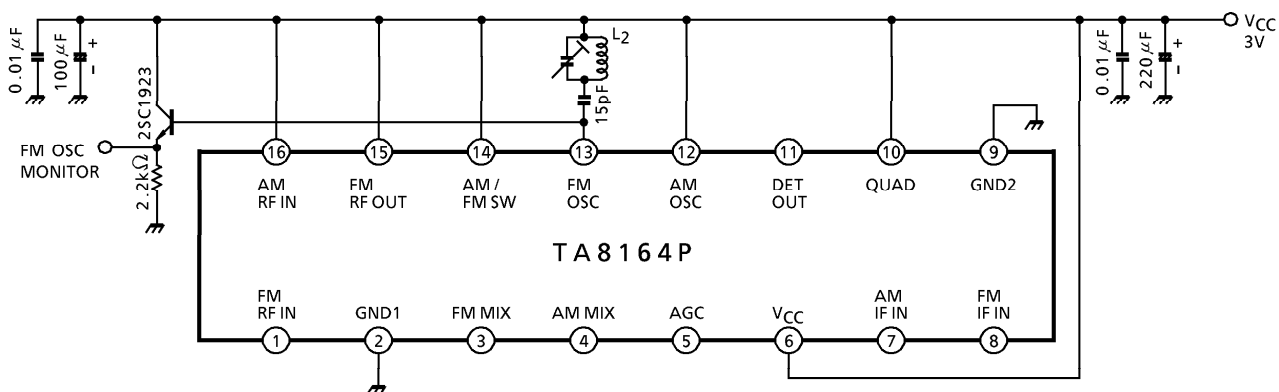 L2
VCC
3V
0.01 μF
100 μF
+
-
2SC1923
15pF
0.01 μF
220 μF
+
-
FM OSC
MONITOR
2.2kΩ
16
15
14
13
12
11
10
9
AM
RF IN
FM
RF OUT
AM /
FM SW
FM
OSC
AM
OSC
DET
OUT
QUAD
GND2
TA8164P
FM
RF IN
GND1
FM MIX
AM MIX
AGC
VCC
AM
IF IN
FM
IF IN
1
2
3
4
5
6
7
8